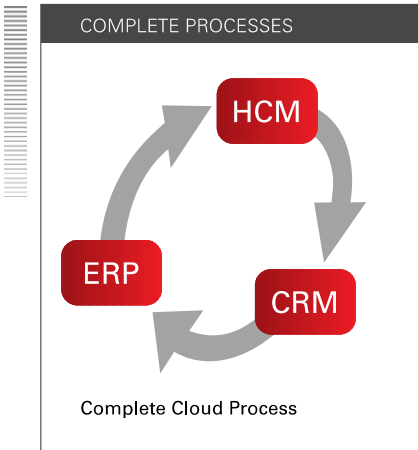 COMPLETE PROCESSES
HCM
ERP
CRM
Complete Cloud Process